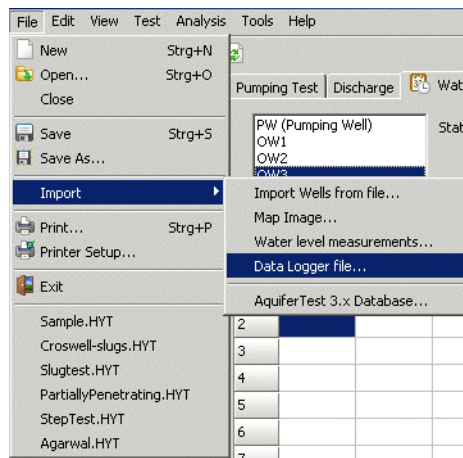 File Edit View Test Analysis Tools Help
New Strg+N
Open... Strg+O
Close
Save Strg+S
Save As...
Import
Print... Strg+P
Printer Setup...
Exit
Sample.HYT
Croswell-slugs.HYT
Slugtest.HYT
PartiallyPenetrating.HYT
StepTest.HYT
Agarwal.HYT
Pumping Test Discharge Wat
PW (Pumping Well) Stat
OW1
OW2
OW3
Import Wells from file...
Map Image...
Water level measurements...
Data Logger file...
AquiferTest 3.x Database...
2
3
4
5
6
7